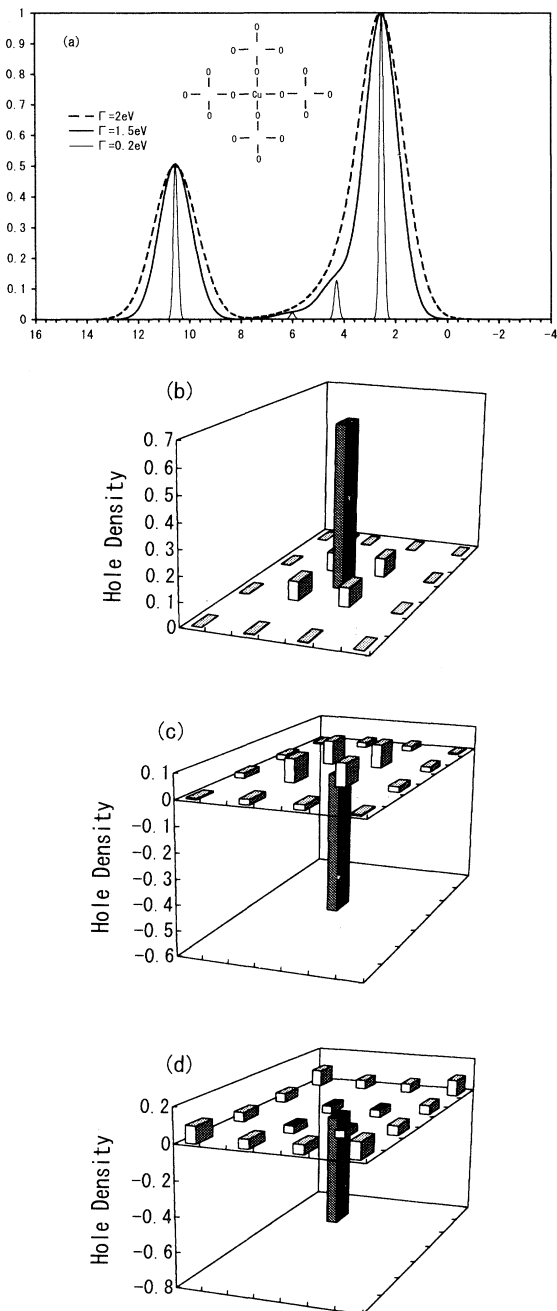 (a)
1
0.9
0.8
0.7
0.6
0.5
0.4
0.3
0.2
0.1
0
16 14 12 10 8 6 4 2 0 -2 -4
Γ=2eV
Γ=1.5eV
Γ=0.2eV
O
O O
O O
O O Cu O O
O O
O O
O
(b)
Hole Density
0.7
0.6
0.5
0.4
0.3
0.2
0.1
0
(c)
Hole Density
0.1
0
-0.1
-0.2
-0.3
-0.4
-0.5
-0.6
(d)
Hole Density
0.2
0
-0.2
-0.4
-0.6
-0.8